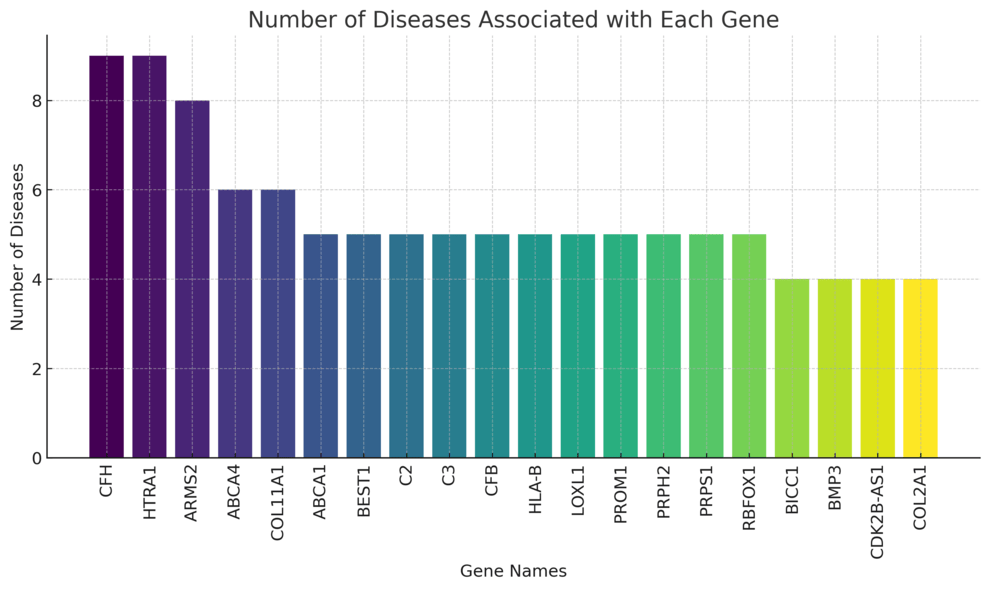 Number of Diseases Associated with Each Gene
Number of Diseases
8
6
4
2
0
CFH
HTRA1
ARMS2
ABCA4
COL11A1
ABCA1
BEST1
C2
C3
CFB
HLA-B
LOXL1
PROM1
PRPH2
PRPS1
RBFOX1
BICC1
BMP3
CDK2B-AS1
COL2A1
Gene Names